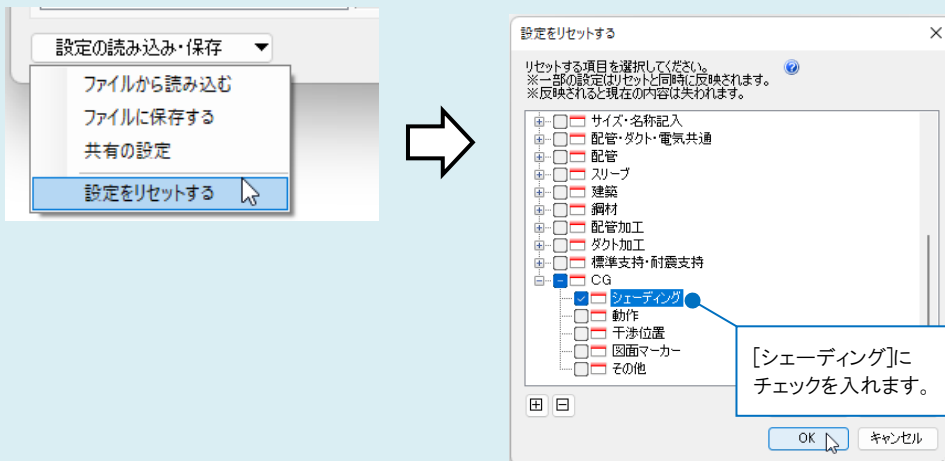 設定の読み込み・保存
ファイルから読み込む
ファイルに保存する
共有の設定
設定をリセットする
設定をリセットする
リセットする項目を選択してください。
※一部の設定はリセットと同時に反映されます。
※反映されると現在の内容は失われます。
サイズ・名称記入
配管・ダクト・電気共通
配管
スリーブ
建築
鋼材
配管加工
ダクト加工
標準支持・耐震支持
CG
シェーディング
動作
干渉位置
図面マーカー
その他
[シェーディング]に
チェックを入れます。
OK キャンセル